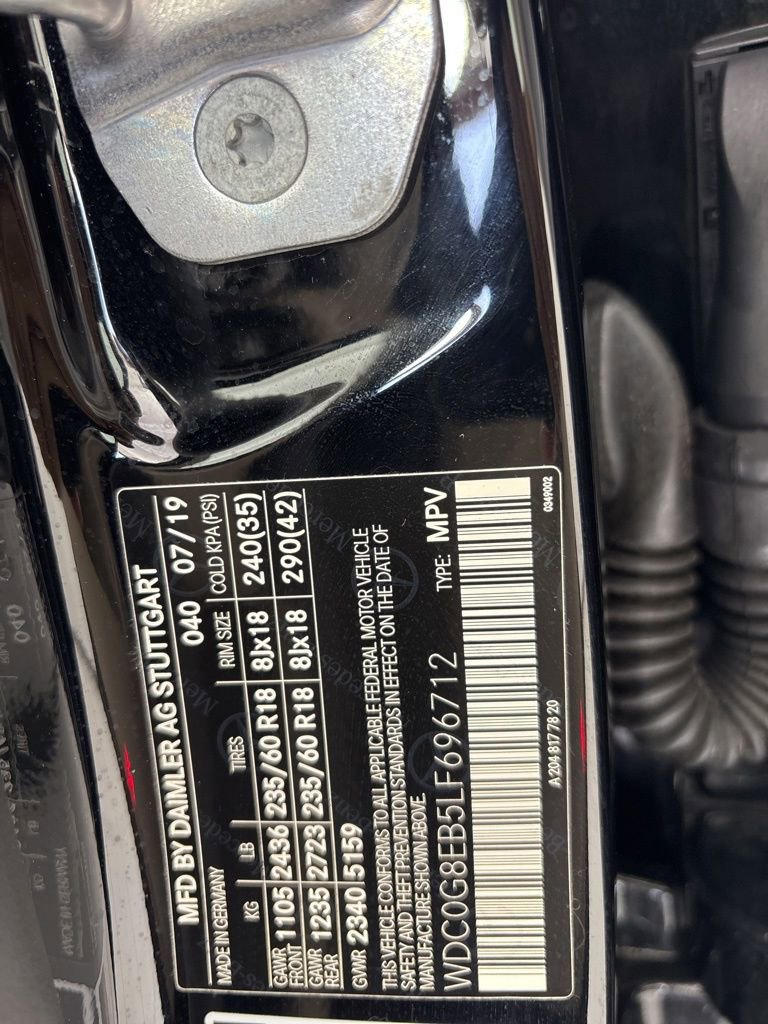 MFD BY DAIMLER AG STUTTGART
040 07/19
MADE IN GERMANY
KG LB TIRES RIM SIZE COLD KPA (PSI)
GAWR FRONT 1105 2436 235/60 R18 8Jx18 240(35)
GAWR REAR 1235 2723 235/60 R18 8Jx18 290(42)
GVWR 2340 5159
THIS VEHICLE CONFORMS TO ALL APPLICABLE FEDERAL MOTOR VEHICLE
SAFETY AND THEFT PREVENTION STANDARDS IN EFFECT ON THE DATE OF
MANUFACTURE SHOWN ABOVE.
WDC0G8EB5LF696712 TYPE: MPV
A 204 817 78 20 0349002